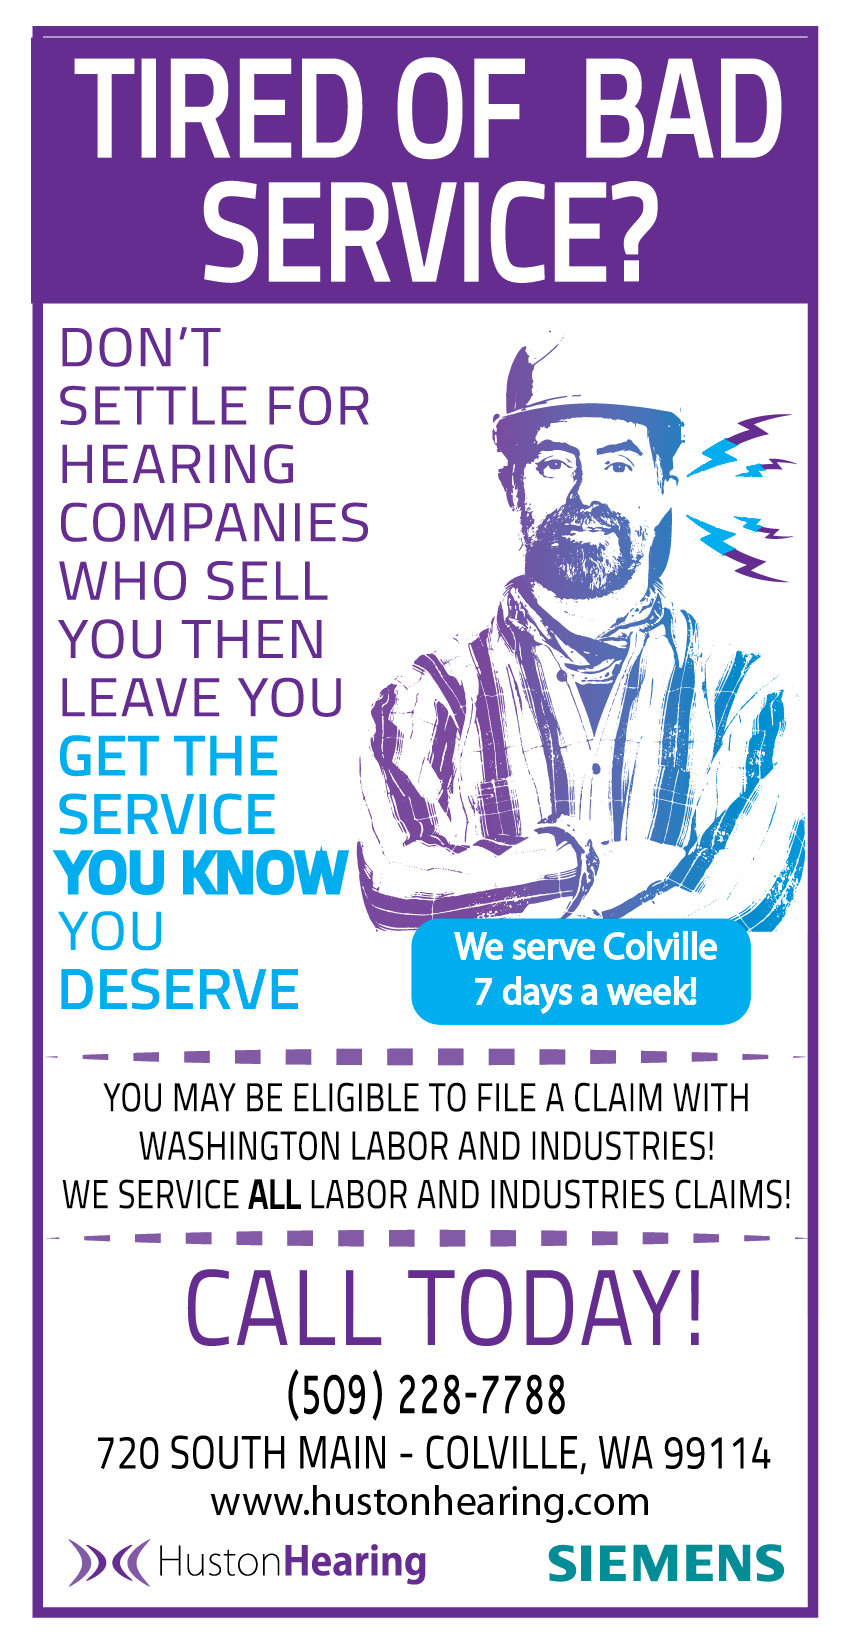 TIRED OF BAD
SERVICE?
DON'T
SETTLE FOR
HEARING
COMPANIES
WHO SELL
YOU THEN
LEAVE YOU
GET THE
SERVICE
YOU KNOW
YOU
DESERVE
We serve Colville
7 days a week!
YOU MAY BE ELIGIBLE TO FILE A CLAIM WITH
WASHINGTON LABOR AND INDUSTRIES!
WE SERVICE ALL LABOR AND INDUSTRIES CLAIMS!
CALL TODAY!
(509) 228-7788
720 SOUTH MAIN - COLVILLE, WA 99114
www.hustonhearing.com
HustonHearing
SIEMENS